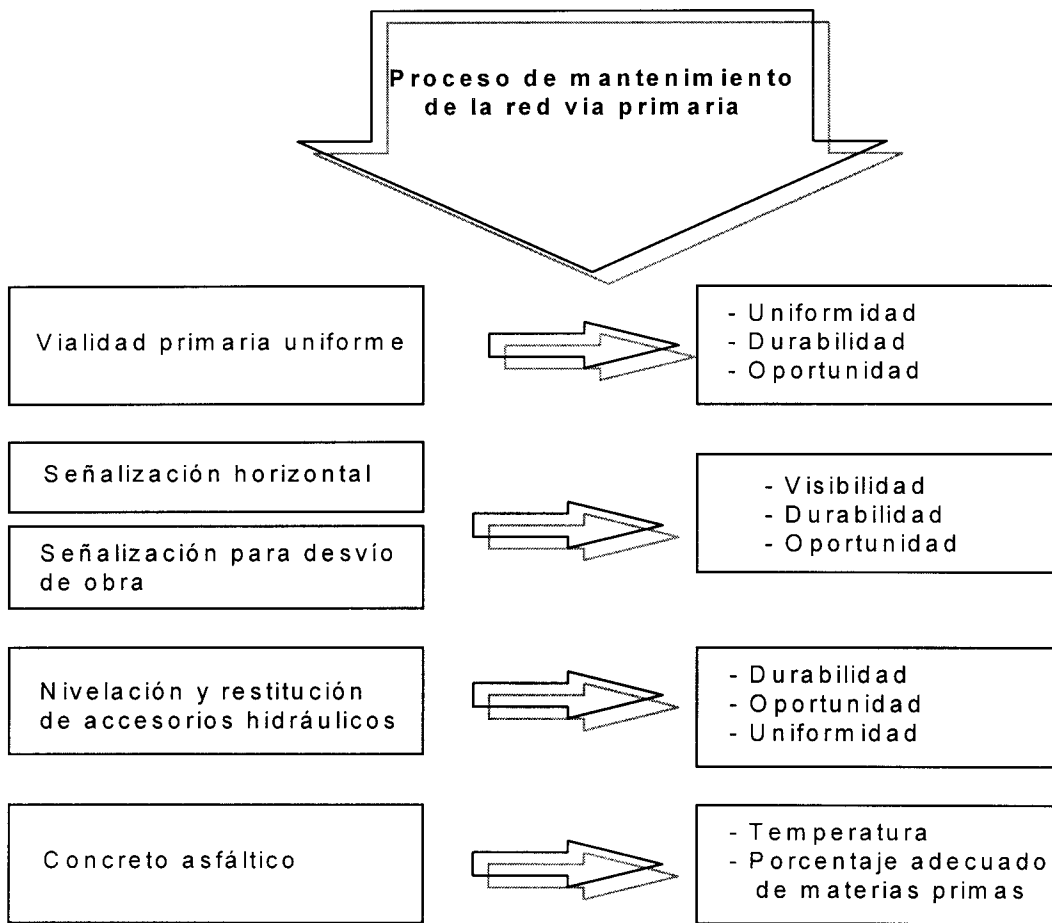 Proceso de mantenimiento
de la red via primaria
Vialidad primaria uniforme
- Uniformidad
- Durabilidad
- Oportunidad
Señalización horizontal
Señalización para desvío
de obra
- Visibilidad
- Durabilidad
- Oportunidad
Nivelación y restitución
de accesorios hidráulicos
- Durabilidad
- Oportunidad
- Uniformidad
Concreto asfáltico
- Temperatura
- Porcentaje adecuado
de materias primas